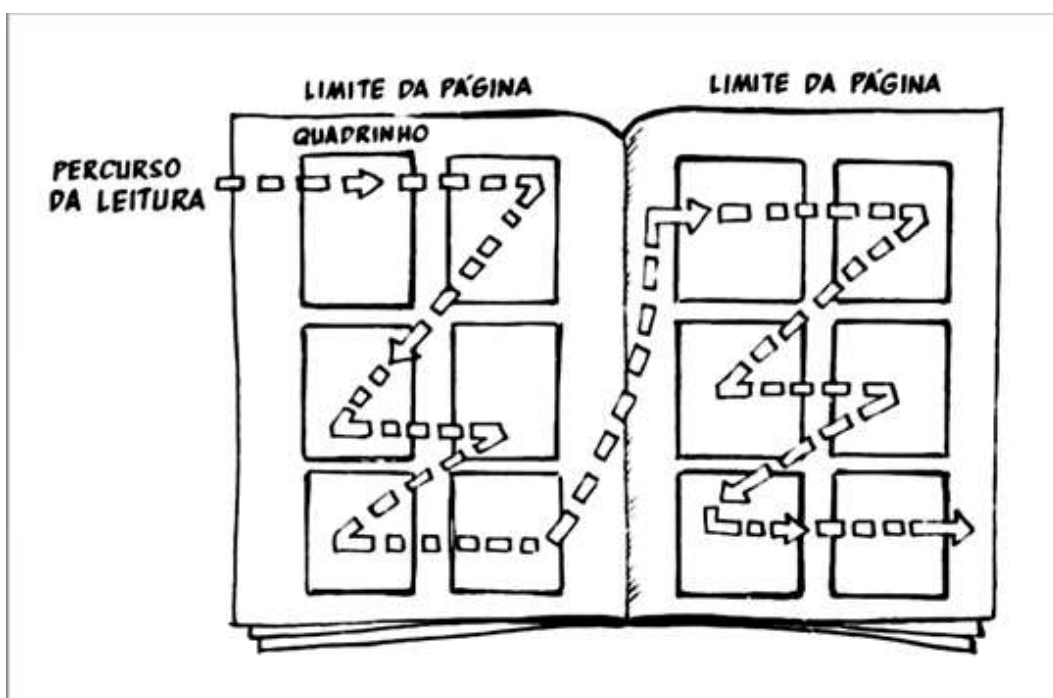 LIMITE DA PÁGINA
LIMITE DA PÁGINA
QUADRINHO
PERCURSO
DA LEITURA